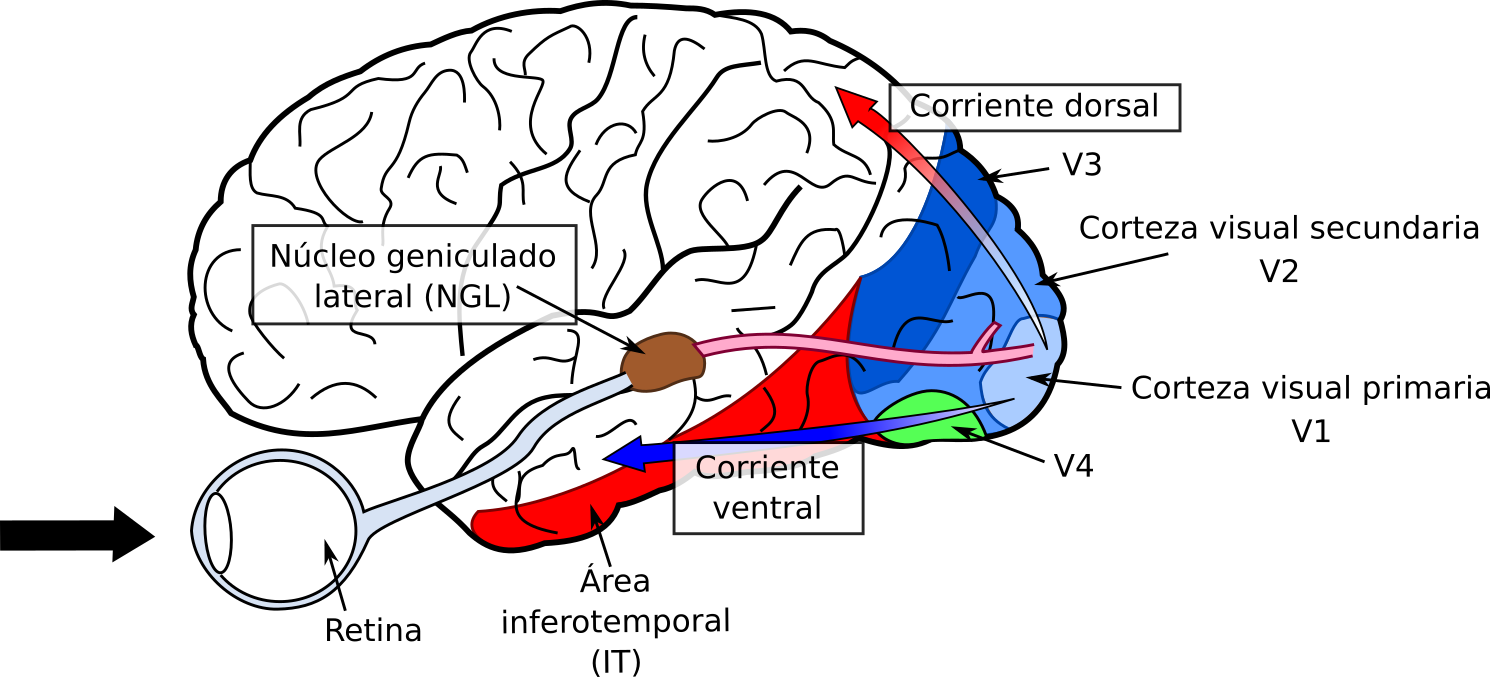 Corriente dorsal
V3
Corteza visual secundaria
V2
Núcleo geniculado
lateral (NGL)
Corteza visual primaria
V1
V4
Corriente
ventral
Área
inferotemporal
(IT)
Retina